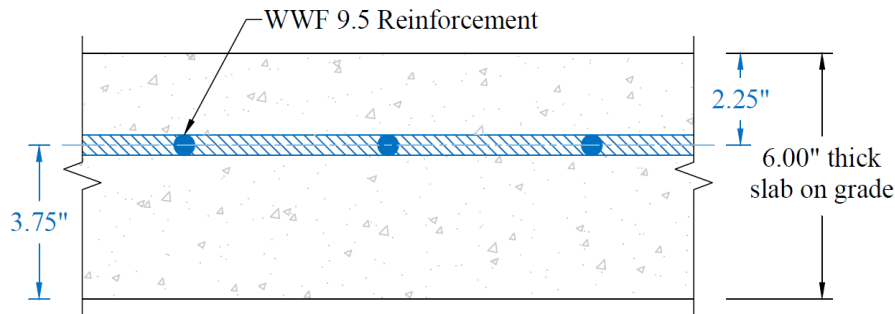 WWF 9.5 Reinforcement
2.25"
6.00" thick
slab on grade
3.75"